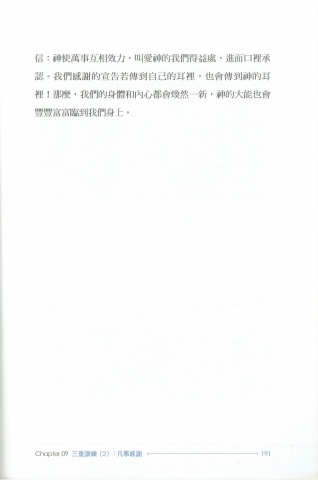 信：神使萬事互相效力，叫愛神的我們得益處，進而口裡承
認。我們感謝的宣告若傳到自己的耳裡，也會傳到神的耳
裡！那麼，我們的身體和內心都會煥然一新，神的大能也會
豐豐富富臨到我們身上。
Chapter 09 三重訓練（2）：凡事感謝 191